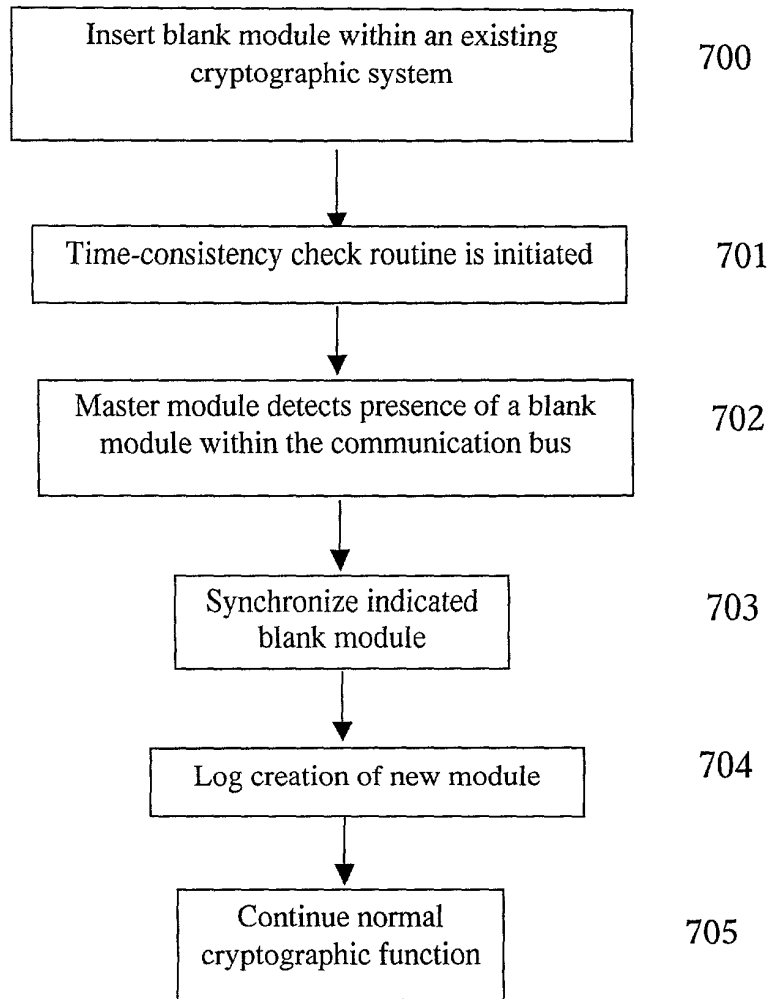 Insert blank module within an existing
cryptographic system
700
Time-consistency check routine is initiated
701
Master module detects presence of a blank
module within the communication bus
702
Synchronize indicated
blank module
703
Log creation of new module
704
Continue normal
cryptographic function
705